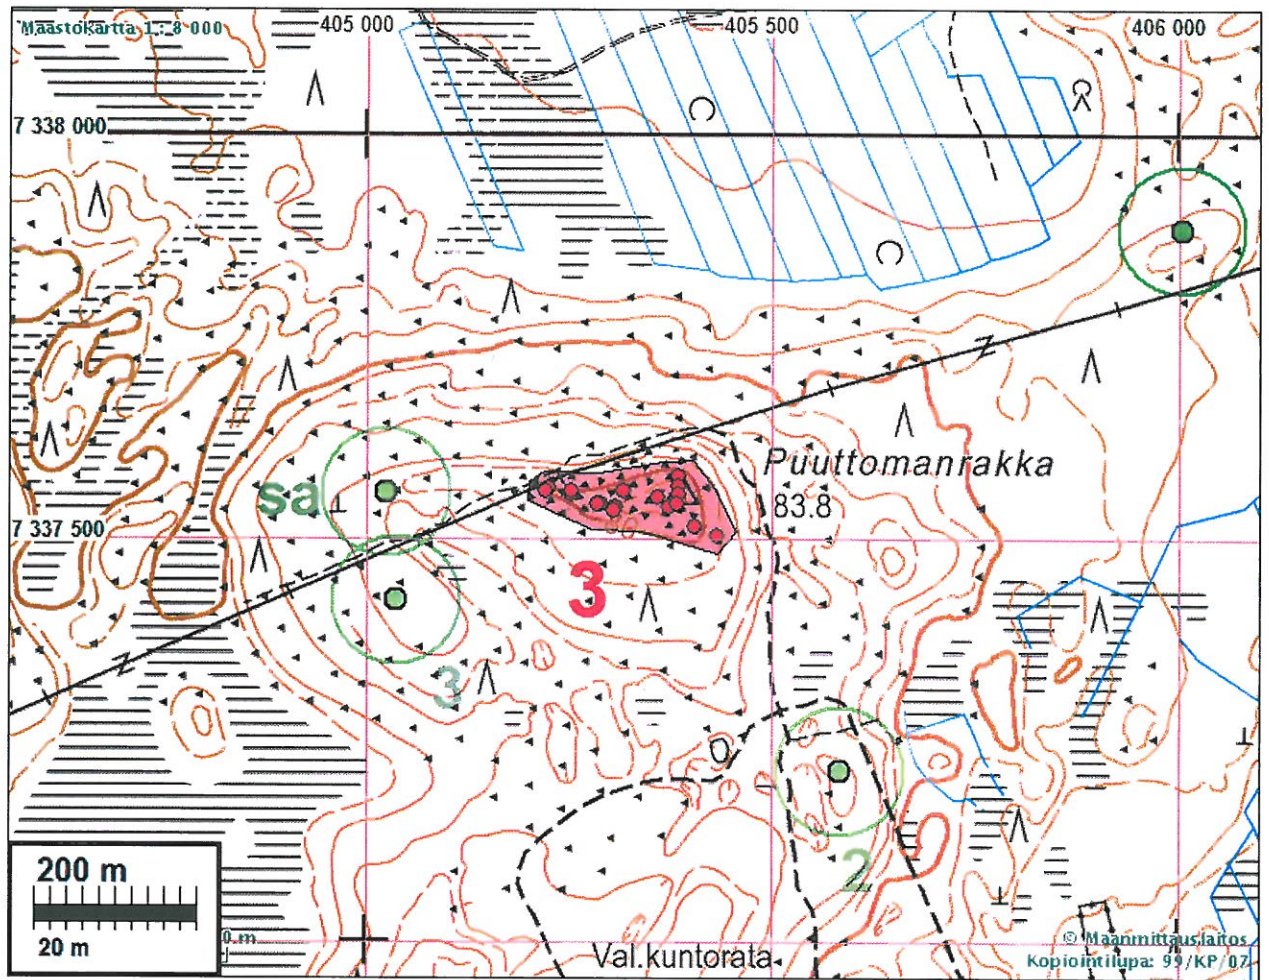 Maastokartta 1 : 8 000
405 000
405 500
406 000
7 338 000
Puuttomanrakka
83.8
sa
7 337 500
3
3
2
200 m
20 m
0 m
Val.kuntorata
© Maanmittauslaitos
Kopiointilupa: 99/KP/07